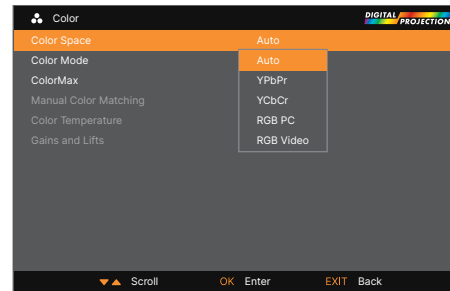 Color
DIGITAL PROJECTION
Color Space Auto
Color Mode Auto
ColorMax YPbPr
Manual Color Matching YCbCr
Color Temperature RGB PC
Gains and Lifts RGB Video
Scroll OK Enter EXIT Back